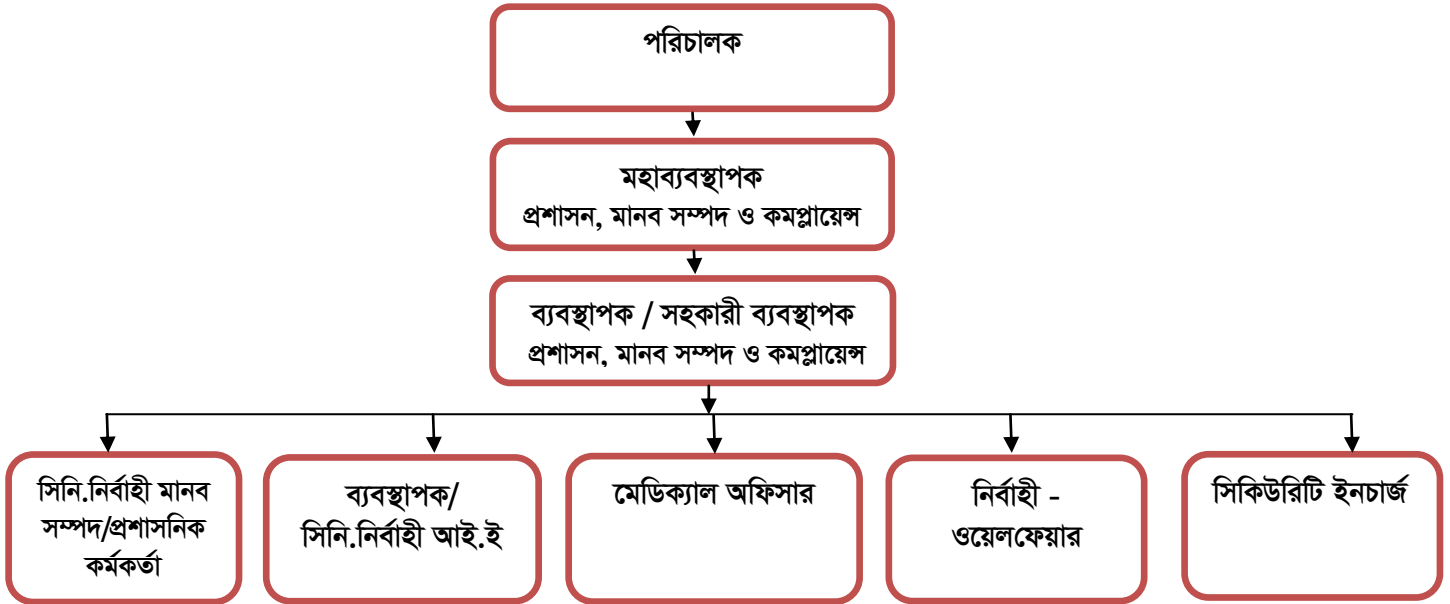 পরিচালক
মহাব্যবস্থাপক
প্রশাসন, মানব সম্পদ ও কমপ্লায়েন্স
ব্যবস্থাপক / সহকারী ব্যবস্থাপক
প্রশাসন, মানব সম্পদ ও কমপ্লায়েন্স
সিনি.নির্বাহী মানব
সম্পদ/প্রশাসনিক
কর্মকর্তা
ব্যবস্থাপক/
সিনি.নির্বাহী আই.ই
মেডিক্যাল অফিসার
নির্বাহী -
ওয়েলফেয়ার
সিকিউরিটি ইনচার্জ